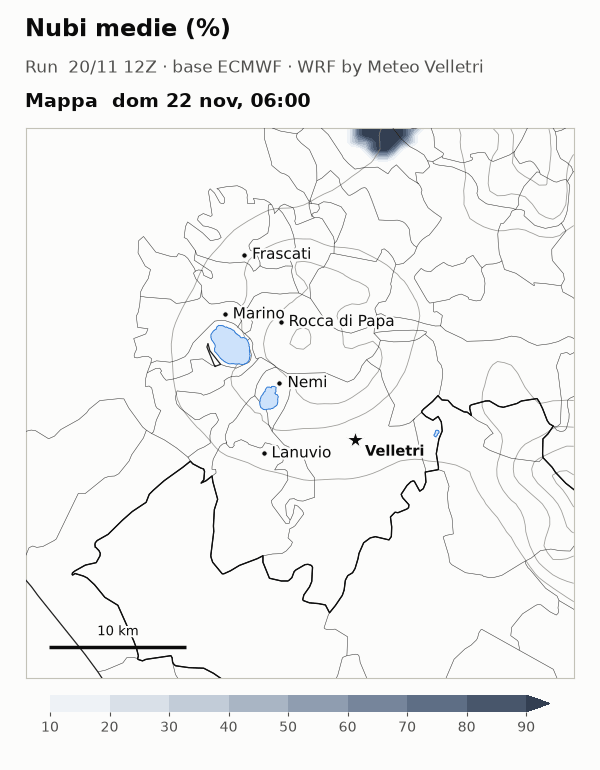 Nubi medie (%)
Run  20/11 12Z · base ECMWF · WRF by Meteo Velletri
Mappa  dom 22 nov, 06:00
Frascati
Marino
Rocca di Papa
Nemi
Velletri
Lanuvio
10 km
10 20 30 40 50 60 70 80 90